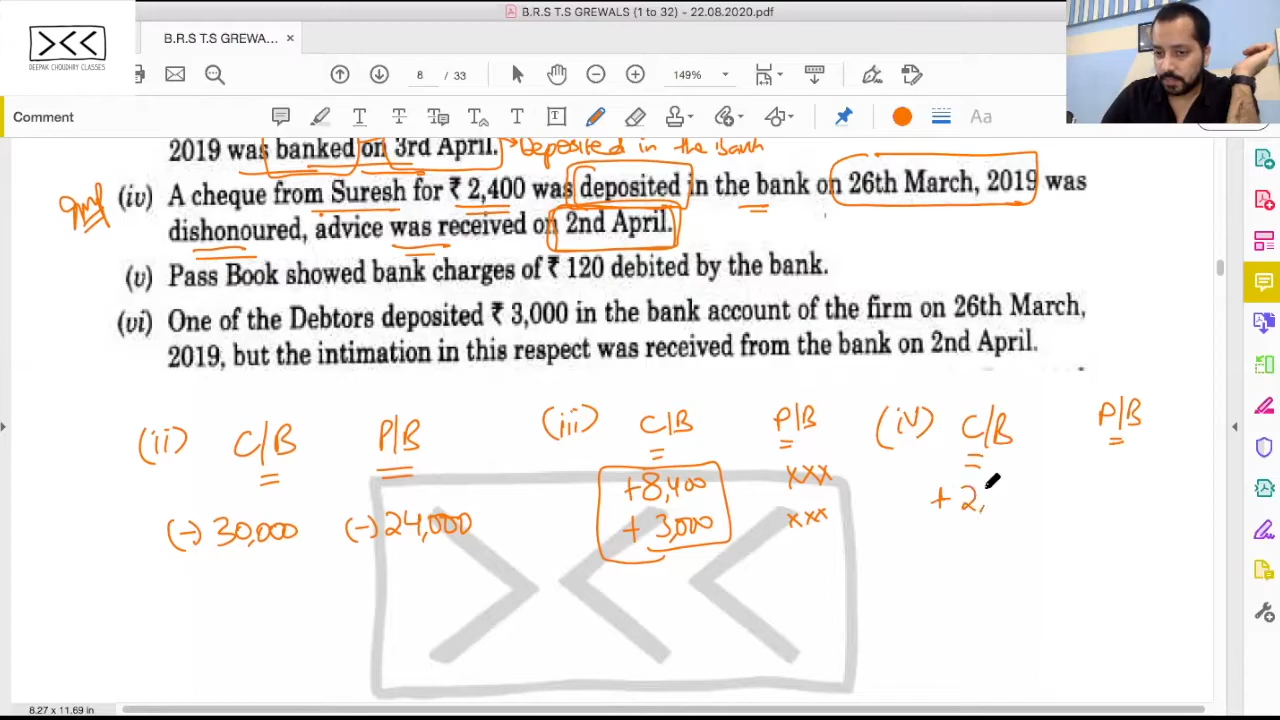 B.R.S T.S GREWALS (1 to 32) - 22.08.2020.pdf
DEEPAK CHOUDHRY CLASSES
B.R.S T.S GREWA... ×
8 / 33
149%
Comment
Aa
2019 was banked on 3rd April. Deposited in the Bank
(iv) A cheque from Suresh for ₹ 2,400 was deposited in the bank on 26th March, 2019 was
dishonoured, advice was received on 2nd April.
(v) Pass Book showed bank charges of ₹ 120 debited by the bank.
(vi) One of the Debtors deposited ₹ 3,000 in the bank account of the firm on 26th March,
2019, but the intimation in this respect was received from the bank on 2nd April.
(ii) C/B P/B (iii) C/B P/B (iv) C/B P/B
+8,400 xxx + 2,
(-) 30,000 (-) 24,000 + 3,000 xxx
8.27 x 11.69 in